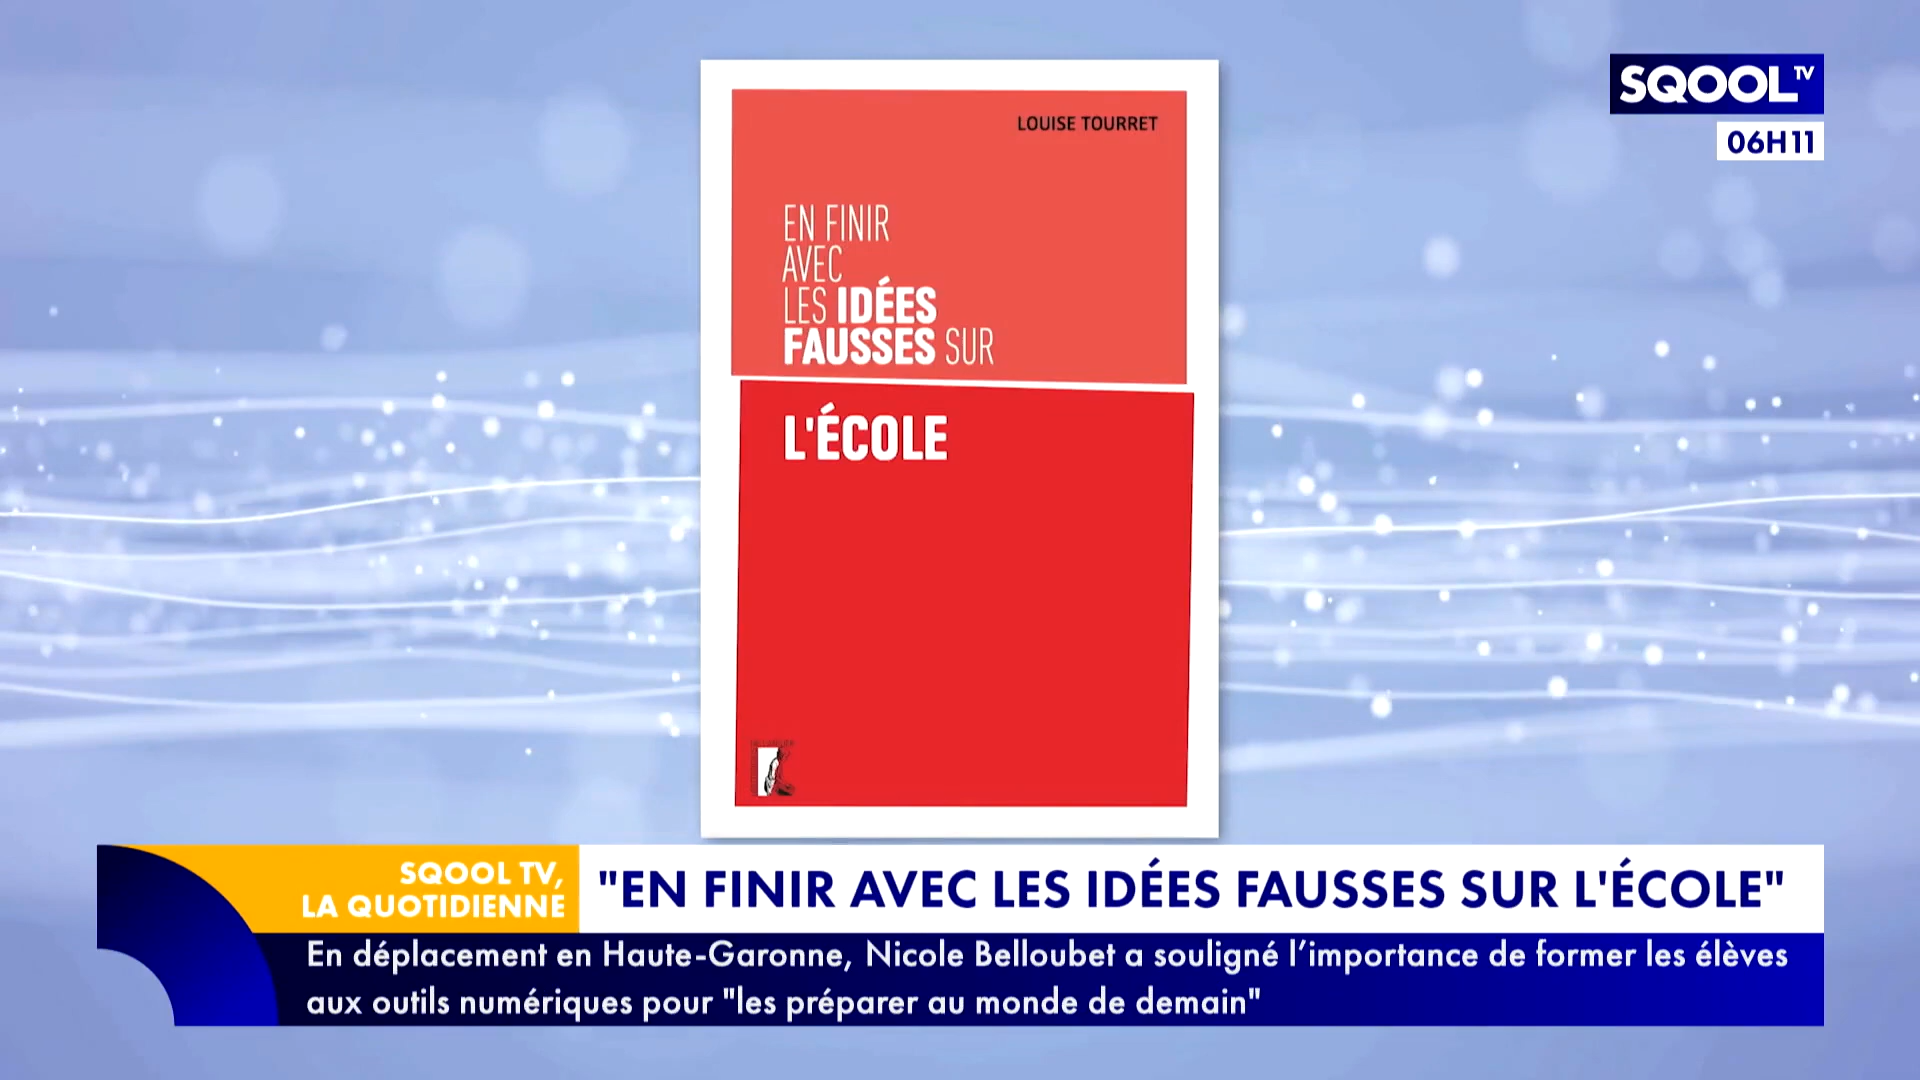 SQOOL TV
06H11
LOUISE TOURRET
EN FINIR
AVEC
LES IDÉES
FAUSSES SUR
L'ÉCOLE
SQOOL TV,
LA QUOTIDIENNE
"EN FINIR AVEC LES IDÉES FAUSSES SUR L'ÉCOLE"
En déplacement en Haute-Garonne, Nicole Belloubet a souligné l’importance de former les élèves
aux outils numériques pour "les préparer au monde de demain"